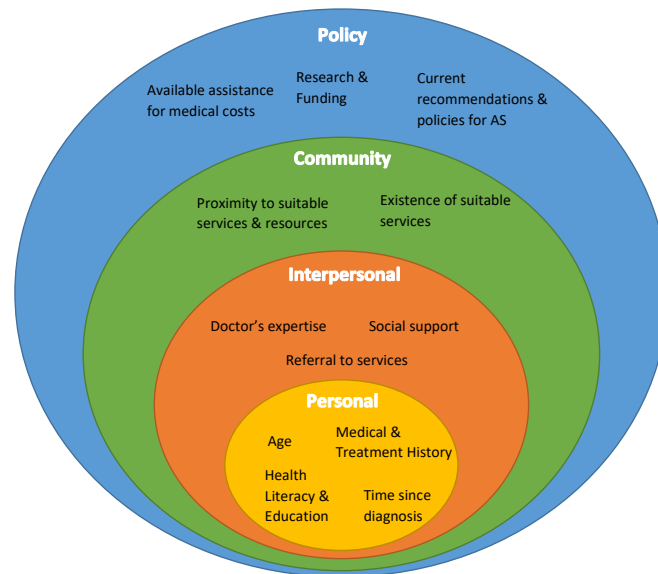 Policy
Available assistance
for medical costs
Research &
Funding
Current
recommendations &
policies for AS
Community
Proximity to suitable
services & resources
Existence of suitable
services
Interpersonal
Doctor's expertise
Social support
Referral to services
Personal
Age
Medical &
Treatment History
Health
Literacy &
Education
Time since
diagnosis